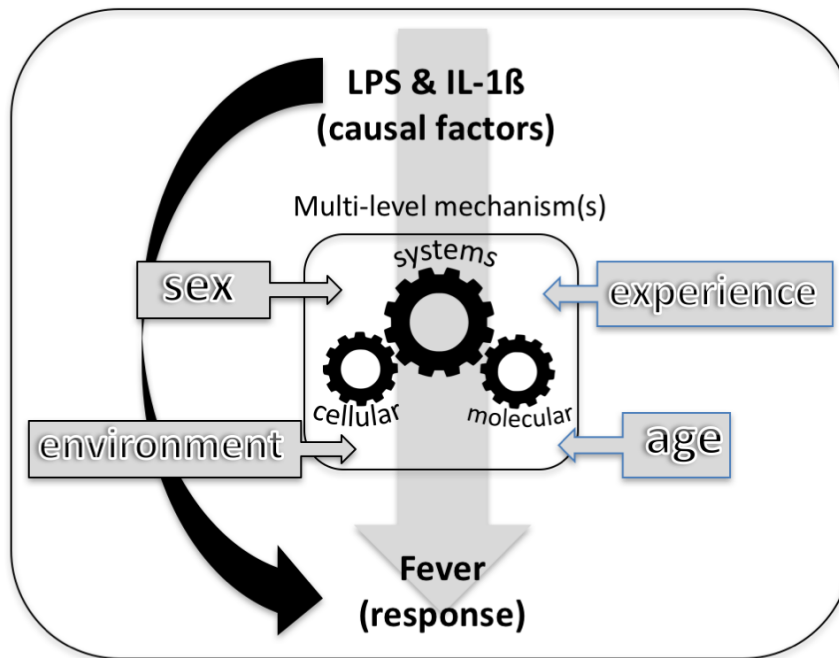 LPS & IL-1ß
(causal factors)
Multi-level mechanism(s)
systems
sex
experience
cellular
molecular
environment
age
Fever
(response)